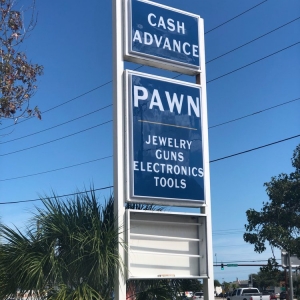 CASH
ADVANCE
PAWN
JEWELRY
GUNS
ELECTRONICS
TOOLS